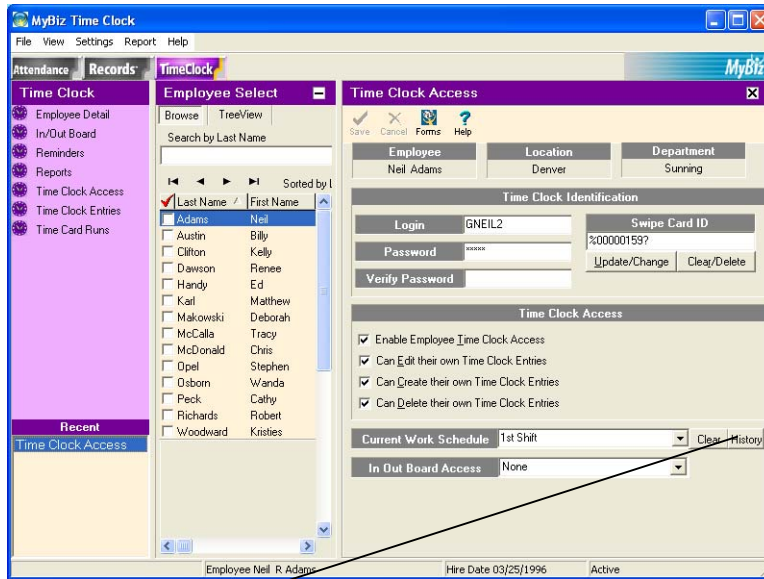 MyBiz Time Clock
File View Settings Report Help
Attendance Records TimeClock MyBiz
Time Clock
Employee Detail
In/Out Board
Reminders
Reports
Time Clock Access
Time Clock Entries
Time Card Runs
Recent
Time Clock Access
Employee Select
Browse TreeView
Search by Last Name
Sorted by L
Last Name / First Name
Adams Neil
Austin Billy
Clifton Kelly
Dawson Renee
Handy Ed
Karl Matthew
Makowski Deborah
McCalla Tracy
McDonald Chris
Opel Stephen
Osborn Wanda
Peck Cathy
Richards Robert
Woodward Kristies
Time Clock Access
Save Cancel Forms Help
Employee Location Department
Neil Adams Denver Sunning
Time Clock Identification
Login GNEIL2 Swipe Card ID
%00000159?
Password ***** Update/Change Clear/Delete
Verify Password
Time Clock Access
Enable Employee Time Clock Access
Can Edit their own Time Clock Entries
Can Create their own Time Clock Entries
Can Delete their own Time Clock Entries
Current Work Schedule 1st Shift Clear History
In Out Board Access None
Employee Neil R Adams Hire Date 03/25/1996 Active